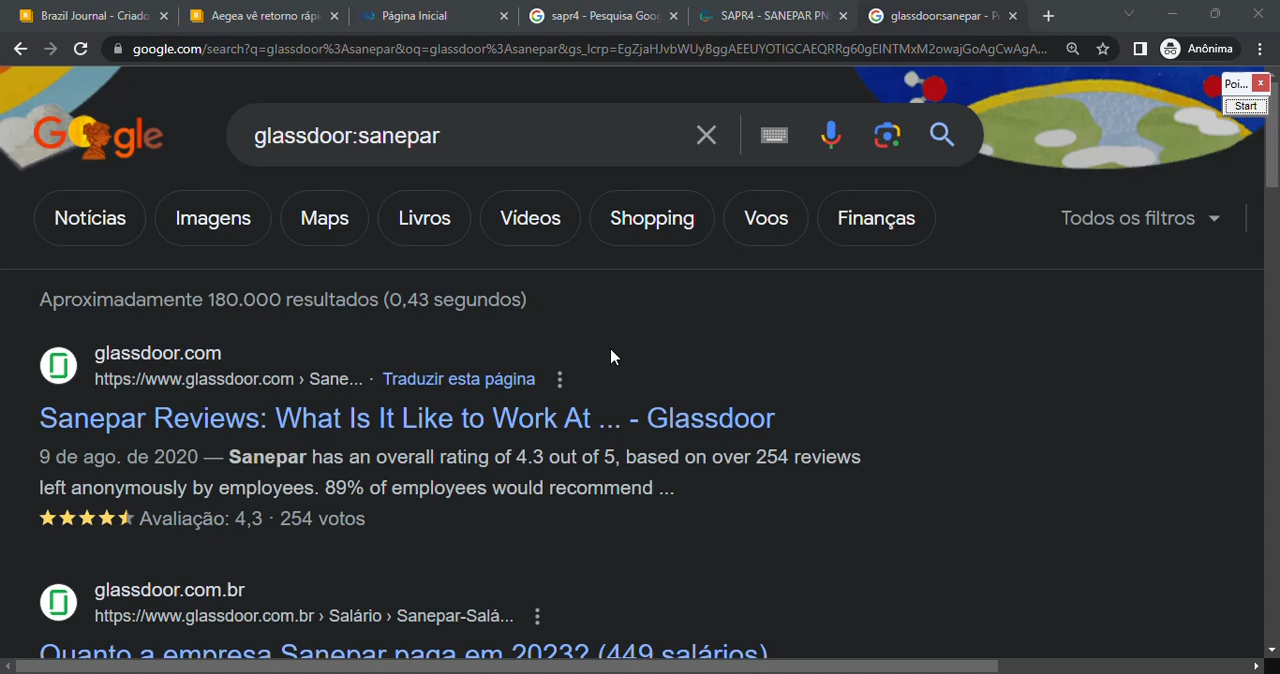 Brazil Journal - Criado
Aegea vê retorno rápi
Página Inicial
sapr4 - Pesquisa Goog
SAPR4 - SANEPAR PN
glassdoor:sanepar - P
google.com/search?q=glassdoor%3Asanepar&oq=glassdoor%3Asanepar&gs_lcrp=EgZjaHJvbWUyBggAEEUYOTIGCAEQRRg60gEINTMxM2owajGoAgCwAgA...
Anônima
Poi...
Start
Google
glassdoor:sanepar
Notícias
Imagens
Maps
Livros
Vídeos
Shopping
Voos
Finanças
Todos os filtros
Aproximadamente 180.000 resultados (0,43 segundos)
glassdoor.com
https://www.glassdoor.com › Sane... · Traduzir esta página
Sanepar Reviews: What Is It Like to Work At ... - Glassdoor
9 de ago. de 2020 — Sanepar has an overall rating of 4.3 out of 5, based on over 254 reviews
left anonymously by employees. 89% of employees would recommend ...
Avaliação: 4,3 · 254 votos
glassdoor.com.br
https://www.glassdoor.com.br › Salário › Sanepar-Salá...
Quanto a empresa Sanepar paga em 2023? (449 salários)